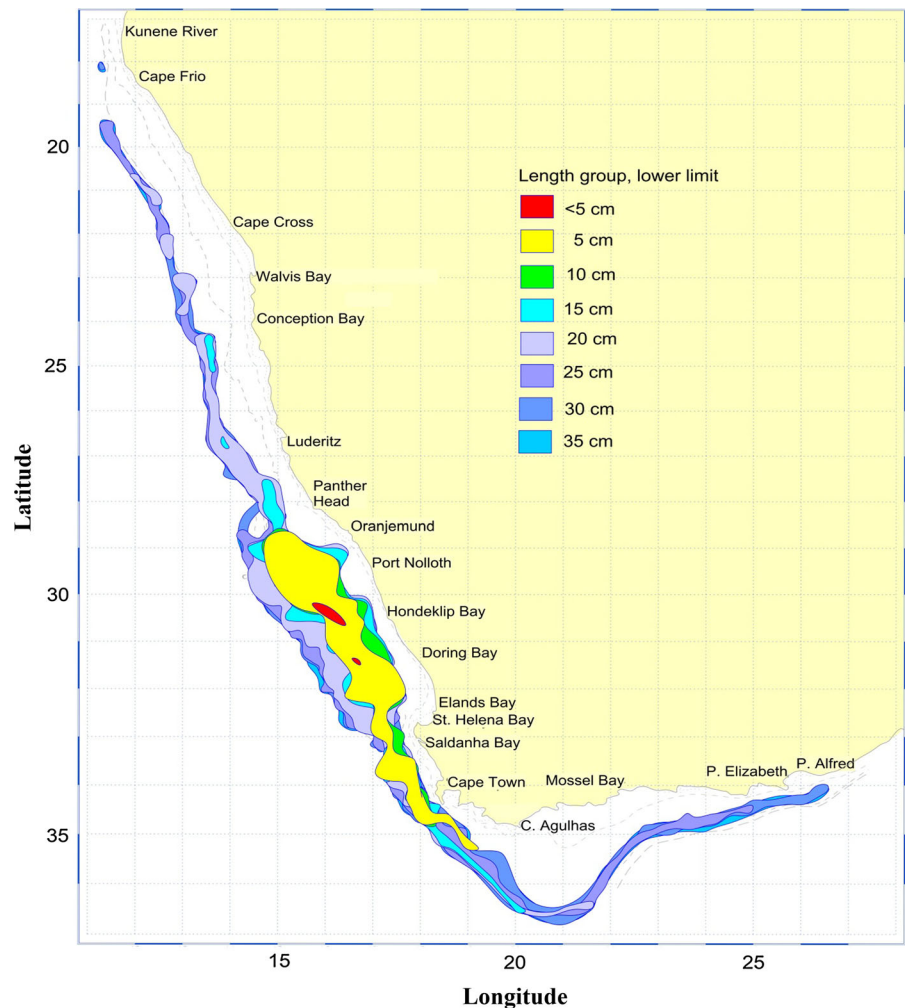 Kunene River
Cape Frio
20
Length group, lower limit
<5 cm
5 cm
10 cm
15 cm
20 cm
25 cm
30 cm
35 cm
Cape Cross
Walvis Bay
Conception Bay
25
Luderitz
Panther
Head
Oranjemund
Port Nolloth
30
Hondeklip Bay
Doring Bay
Elands Bay
St. Helena Bay
Saldanha Bay
Cape Town
Mossel Bay
P. Elizabeth
P. Alfred
C. Agulhas
35
Latitude
15
20
25
Longitude